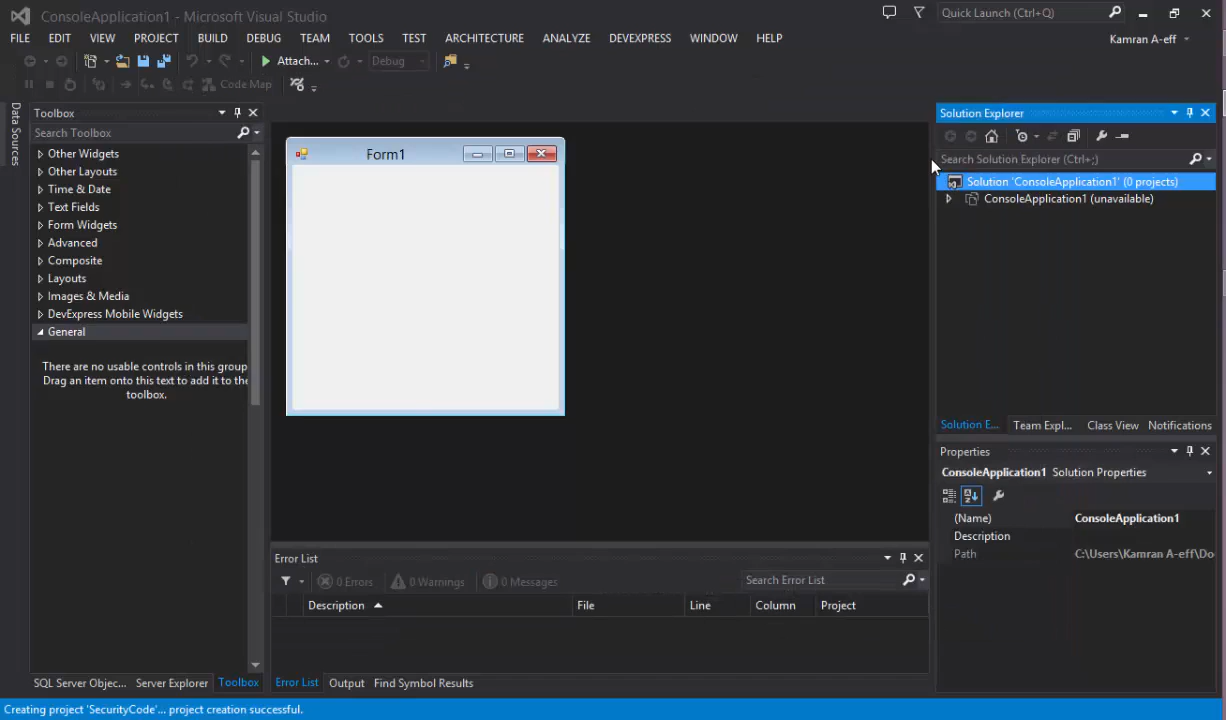 ConsoleApplication1 - Microsoft Visual Studio
Quick Launch (Ctrl+Q)
FILE EDIT VIEW PROJECT BUILD DEBUG TEAM TOOLS TEST ARCHITECTURE ANALYZE DEVEXPRESS WINDOW HELP
Kamran A-eff
Attach...
Debug
Code Map
Data Sources
Toolbox
Search Toolbox
Other Widgets
Other Layouts
Time & Date
Text Fields
Form Widgets
Advanced
Composite
Layouts
Images & Media
DevExpress Mobile Widgets
General
There are no usable controls in this group.
Drag an item onto this text to add it to the
toolbox.
SQL Server Objec...
Server Explorer
Toolbox
Form1
Error List
0 Errors
0 Warnings
0 Messages
Search Error List
Description File Line Column Project
Error List
Output
Find Symbol Results
Solution Explorer
Search Solution Explorer (Ctrl+;)
Solution 'ConsoleApplication1' (0 projects)
ConsoleApplication1 (unavailable)
Solution E...
Team Expl...
Class View
Notifications
Properties
ConsoleApplication1 Solution Properties
(Name) ConsoleApplication1
Description
Path C:\Users\Kamran A-eff\Do
Creating project 'SecurityCode'... project creation successful.